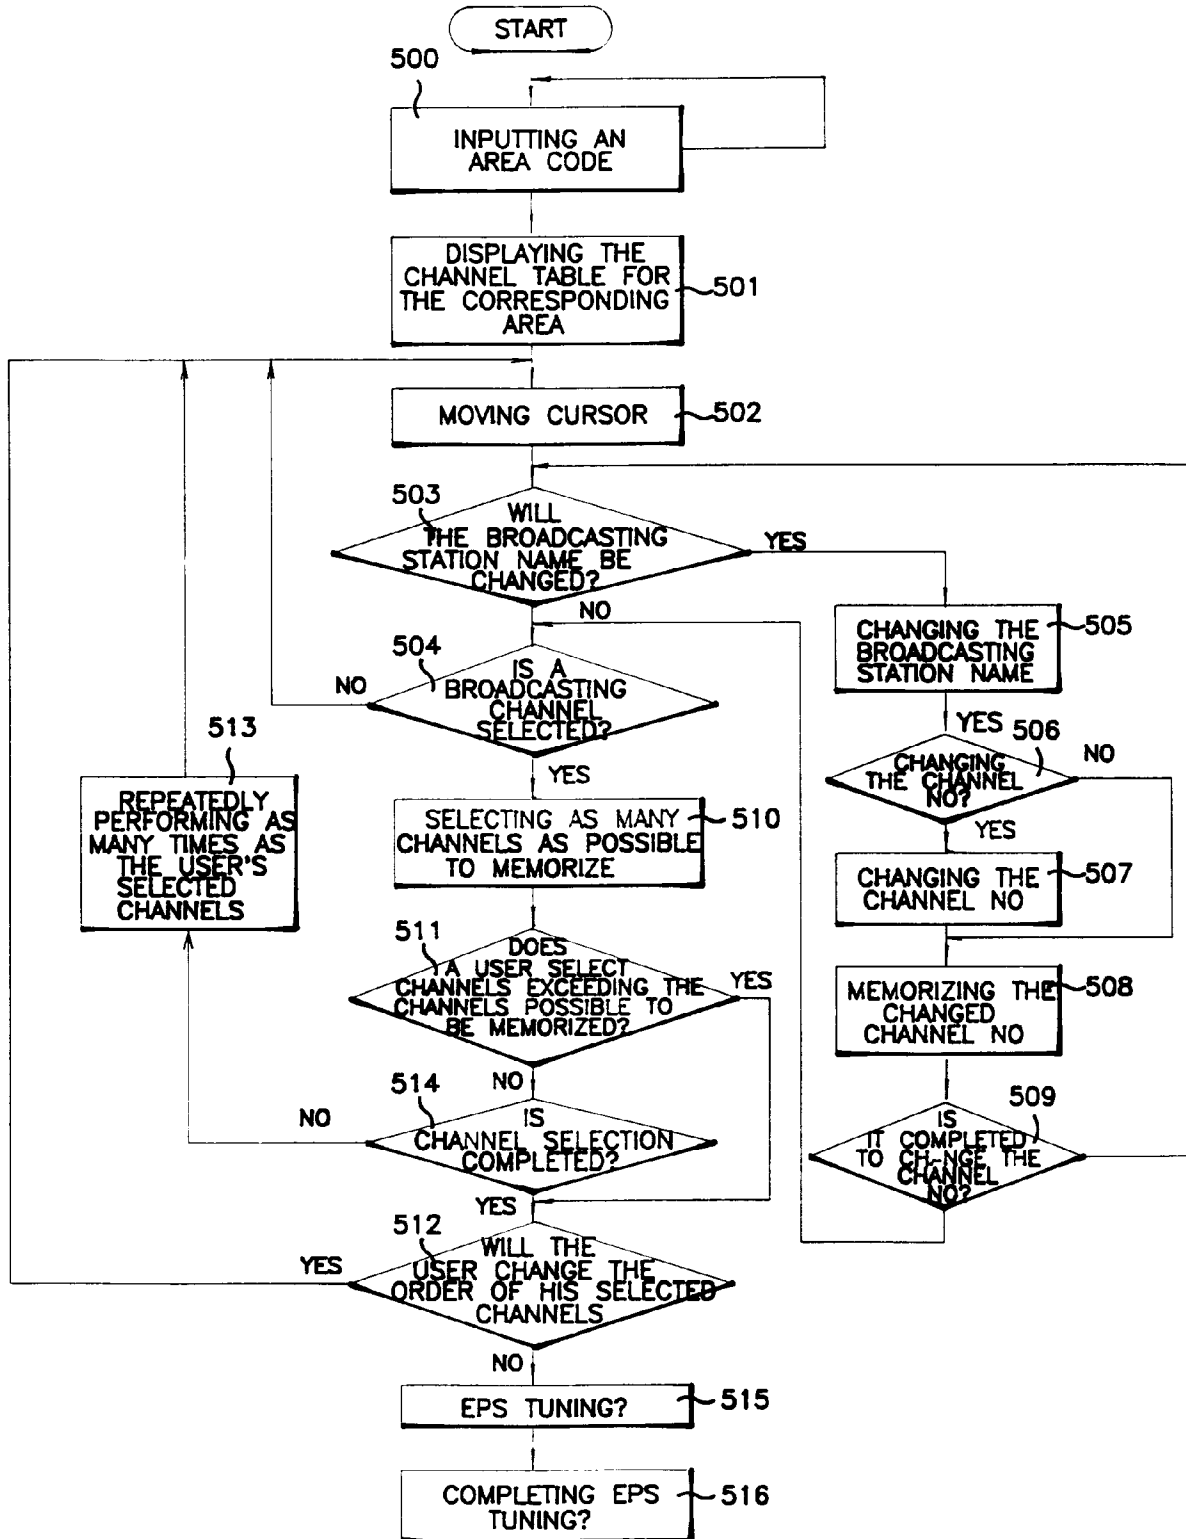 START
500
INPUTTING AN
AREA CODE
DISPLAYING THE
CHANNEL TABLE FOR
THE CORRESPONDING
AREA
501
MOVING CURSOR
502
503
WILL
THE BROADCASTING
STATION NAME BE
CHANGED?
YES
NO
505
CHANGING THE
BROADCASTING
STATION NAME
504
IS A
BROADCASTING
CHANNEL
SELECTED?
NO
YES
YES
506
CHANGING
THE CHANNEL
NO?
NO
YES
513
REPEATEDLY
PERFORMING AS
MANY TIMES AS
THE USER'S
SELECTED
CHANNELS
SELECTING AS MANY
CHANNELS AS POSSIBLE
TO MEMORIZE
510
CHANGING THE
CHANNEL NO
507
511
DOES
A USER SELECT
CHANNELS EXCEEDING THE
CHANNELS POSSIBLE TO
BE MEMORIZED?
YES
NO
MEMORIZING THE
CHANGED
CHANNEL NO
508
514
IS
CHANNEL SELECTION
COMPLETED?
NO
YES
509
IS
IT COMPLETED
TO CH~NGE THE
CHANNEL
NO?
512
WILL THE
USER CHANGE THE
ORDER OF HIS SELECTED
CHANNELS
YES
NO
EPS TUNING?
515
COMPLETING EPS
TUNING?
516